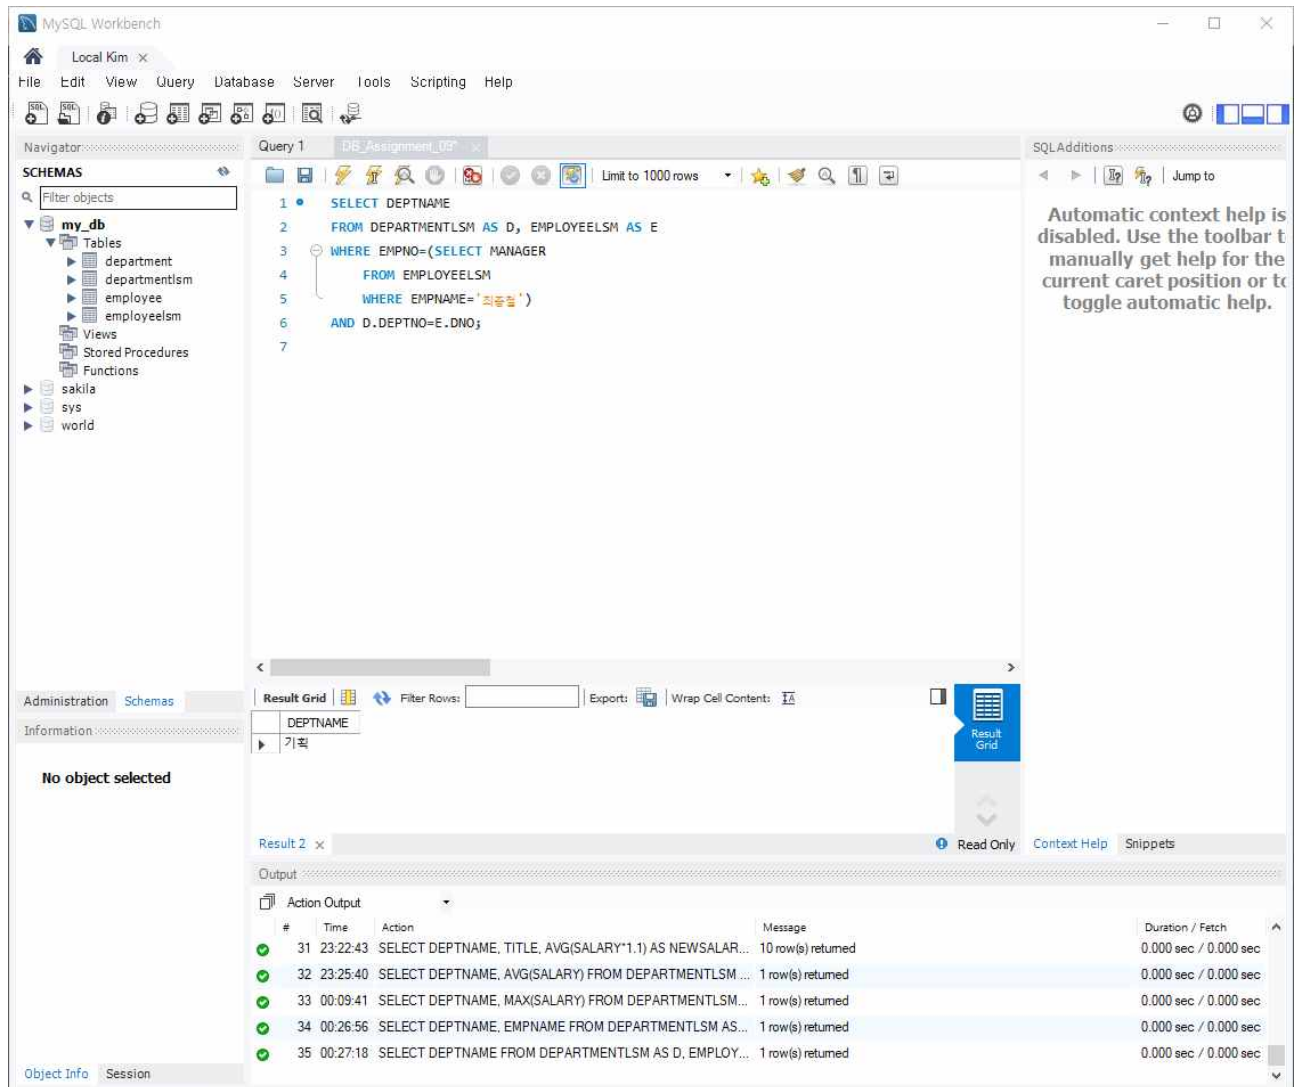 MySQL Workbench
Local Kim
File Edit View Query Database Server Tools Scripting Help
Navigator
SCHEMAS
Filter objects
my_db
Tables
department
departmentlsm
employee
employeelsm
Views
Stored Procedures
Functions
sakila
sys
world
Administration Schemas
Information
No object selected
Object Info Session
Query 1 DB_Assignment_09*
Limit to 1000 rows
1 SELECT DEPTNAME
2 FROM DEPARTMENTLSM AS D, EMPLOYEELSM AS E
3 WHERE EMPNO=(SELECT MANAGER
4 FROM EMPLOYEELSM
5 WHERE EMPNAME='최종철')
6 AND D.DEPTNO=E.DNO;
7
Result Grid Filter Rows: Export: Wrap Cell Content:
DEPTNAME
기획
Result
Grid
Result 2 Read Only
SQLAdditions
Jump to
Automatic context help is
disabled. Use the toolbar t
manually get help for the
current caret position or to
toggle automatic help.
Context Help Snippets
Output
Action Output
# Time Action Message Duration / Fetch
31 23:22:43 SELECT DEPTNAME, TITLE, AVG(SALARY*1.1) AS NEWSALAR... 10 row(s) returned 0.000 sec / 0.000 sec
32 23:25:40 SELECT DEPTNAME, AVG(SALARY) FROM DEPARTMENTLSM ... 1 row(s) returned 0.000 sec / 0.000 sec
33 00:09:41 SELECT DEPTNAME, MAX(SALARY) FROM DEPARTMENTLSM... 1 row(s) returned 0.000 sec / 0.000 sec
34 00:26:56 SELECT DEPTNAME, EMPNAME FROM DEPARTMENTLSM AS... 1 row(s) returned 0.000 sec / 0.000 sec
35 00:27:18 SELECT DEPTNAME FROM DEPARTMENTLSM AS D, EMPLOY... 1 row(s) returned 0.000 sec / 0.000 sec